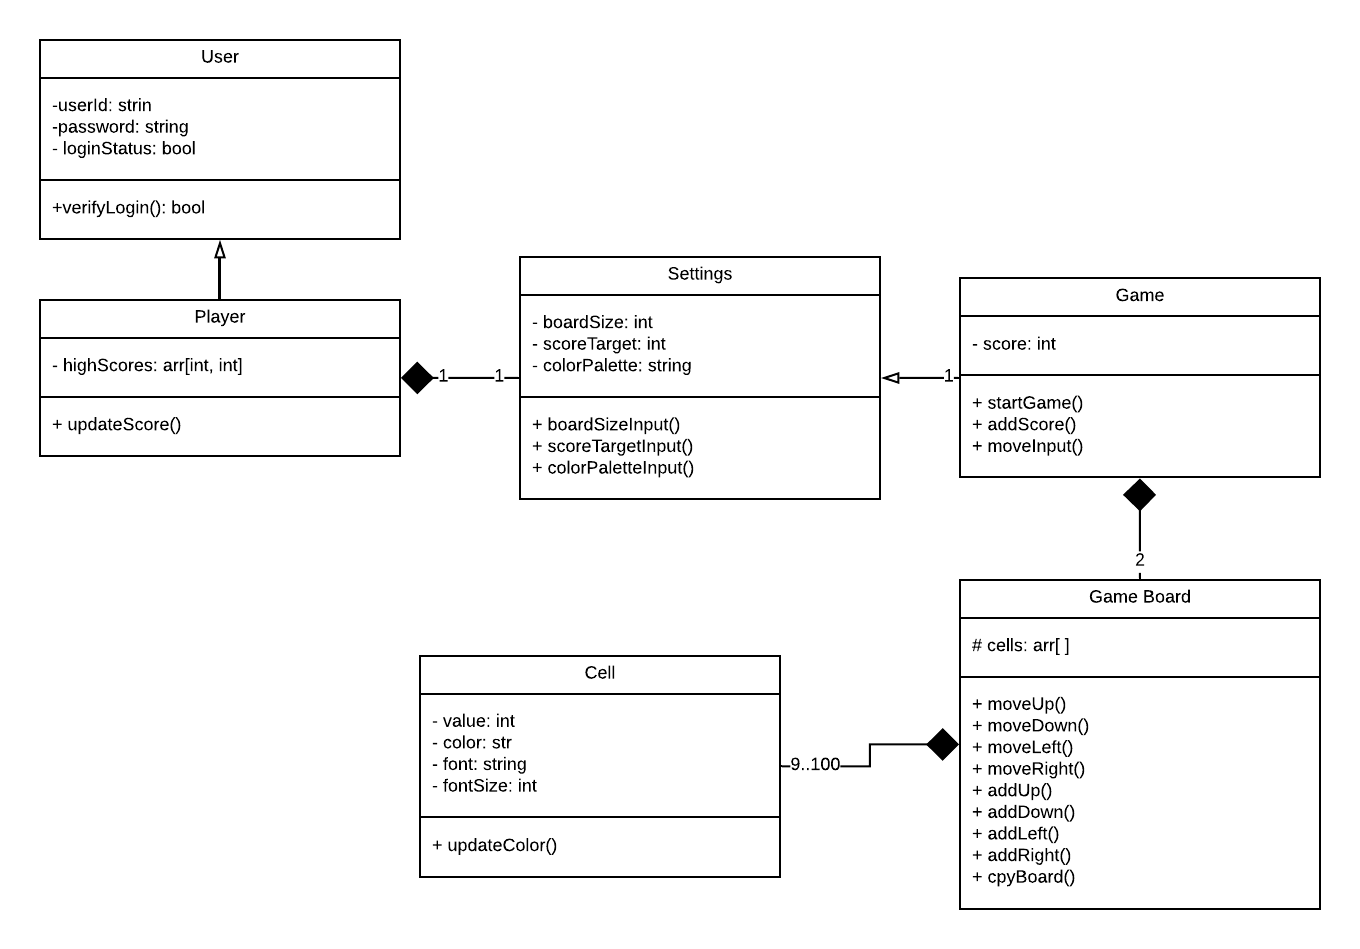 User
-userId: strin
-password: string
- loginStatus: bool
+verifyLogin(): bool
Player
- highScores: arr[int, int]
+ updateScore()
1
1
Settings
- boardSize: int
- scoreTarget: int
- colorPalette: string
+ boardSizeInput()
+ scoreTargetInput()
+ colorPaletteInput()
1
Game
- score: int
+ startGame()
+ addScore()
+ moveInput()
2
Game Board
# cells: arr[ ]
+ moveUp()
+ moveDown()
+ moveLeft()
+ moveRight()
+ addUp()
+ addDown()
+ addLeft()
+ addRight()
+ cpyBoard()
9..100
Cell
- value: int
- color: str
- font: string
- fontSize: int
+ updateColor()